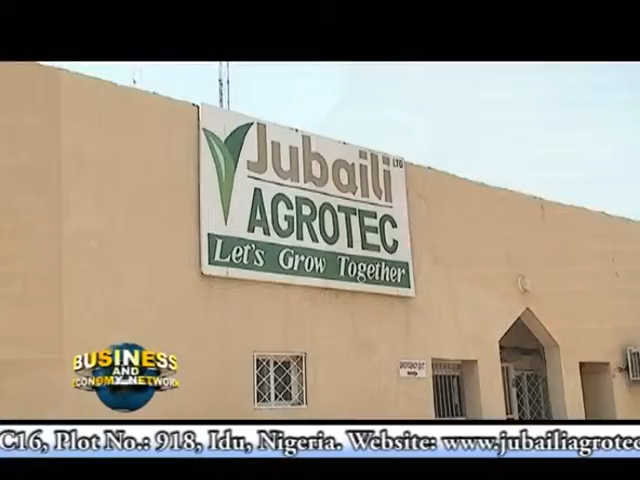 Jubaili LTD
AGROTEC
Let's Grow Together
BUSINESS
AND
ECONOMY NETWORK
C16, Plot No.: 918, Idu, Nigeria. Website: www.jubailiagrotec